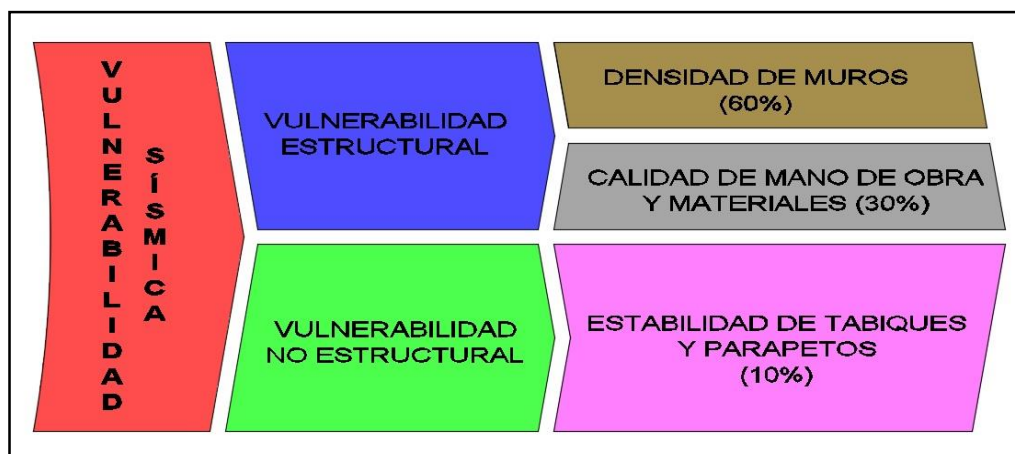 VULNERABILIDAD
SÍSMICA
VULNERABILIDAD
ESTRUCTURAL
DENSIDAD DE MUROS
(60%)
CALIDAD DE MANO DE OBRA
Y MATERIALES (30%)
VULNERABILIDAD
NO ESTRUCTURAL
ESTABILIDAD DE TABIQUES
Y PARAPETOS
(10%)